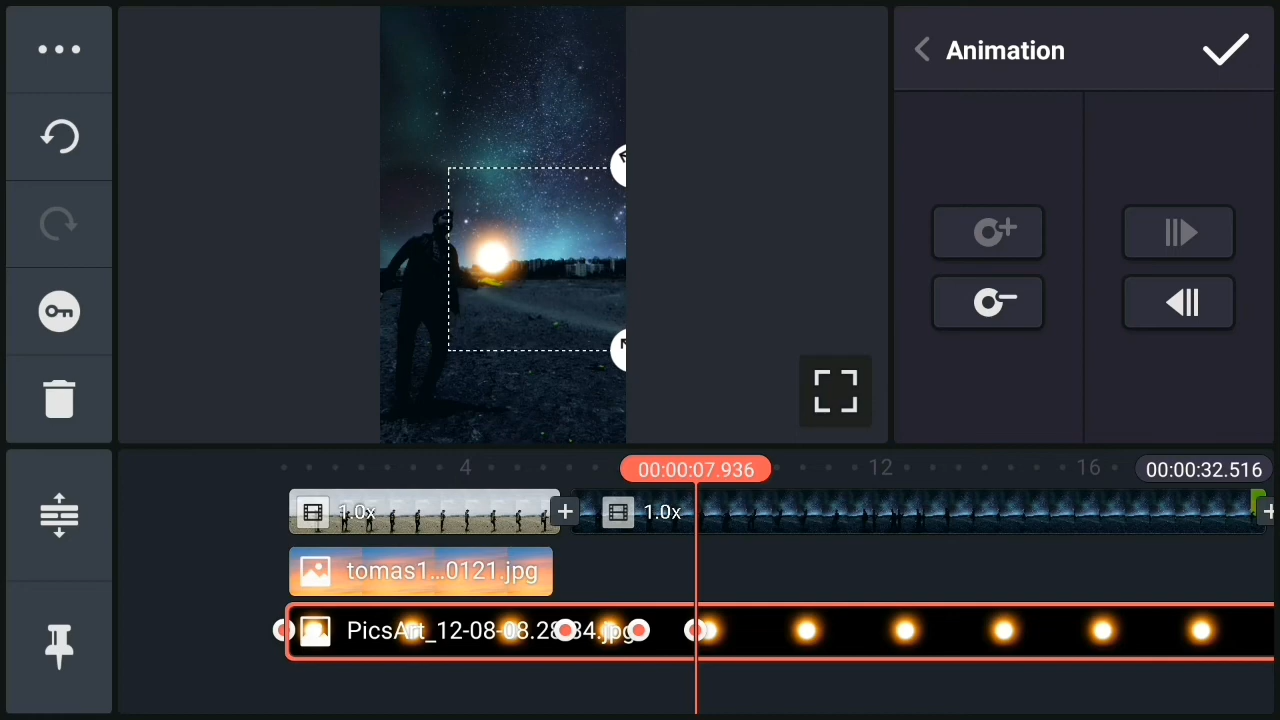 Animation
4
00:00:07.936
12
16
00:00:32.516
1.0x
1.0x
tomas1...0121.jpg
PicsArt_12-08-08.28 34.jpg